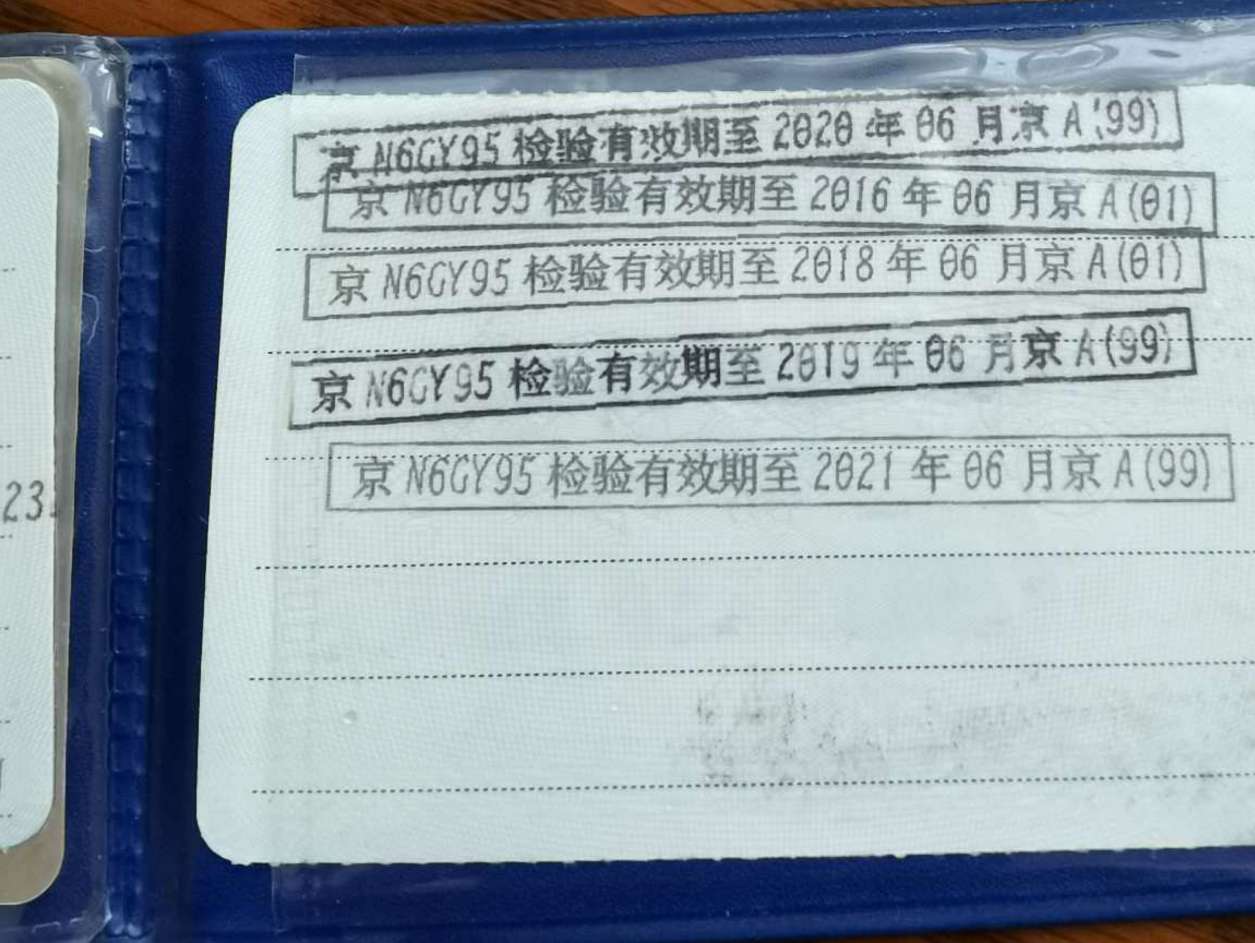 京 N6GY95 检验有效期至 2020 年 06 月京 A(99)
京 N6GY95 检验有效期至 2016 年 06 月京 A(01)
京 N6GY95 检验有效期至 2018 年 06 月京 A(01)
京 N6GY95 检验有效期至 2019 年 06 月京 A(99)
京 N6GY95 检验有效期至 2021 年 06 月京 A(99)
23